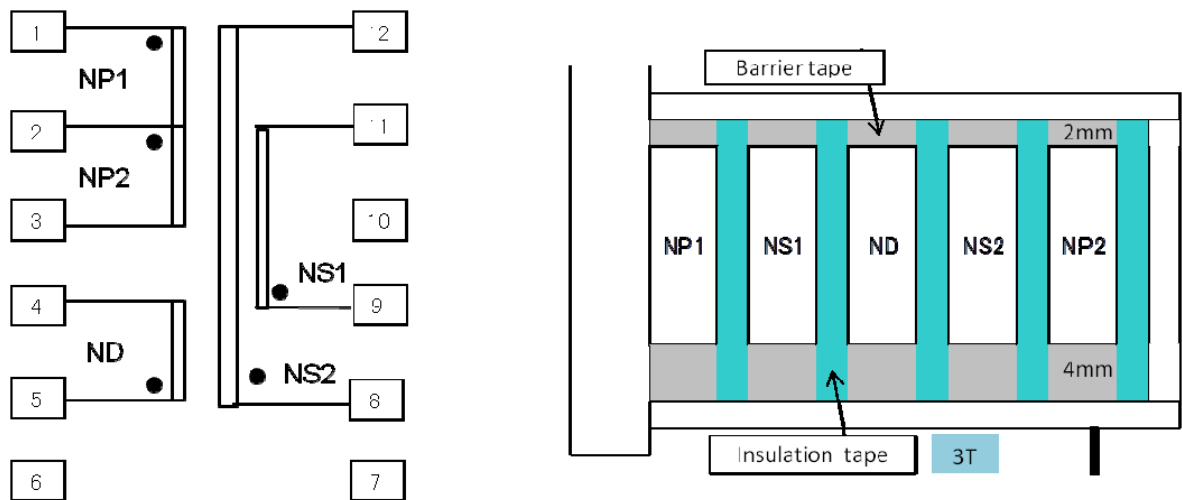 1
NP1
2
NP2
3
4
ND
5
6
12
11
10
NS1
9
NS2
8
7
Barrier tape
2mm
NP1
NS1
ND
NS2
NP2
4mm
Insulation tape
3T